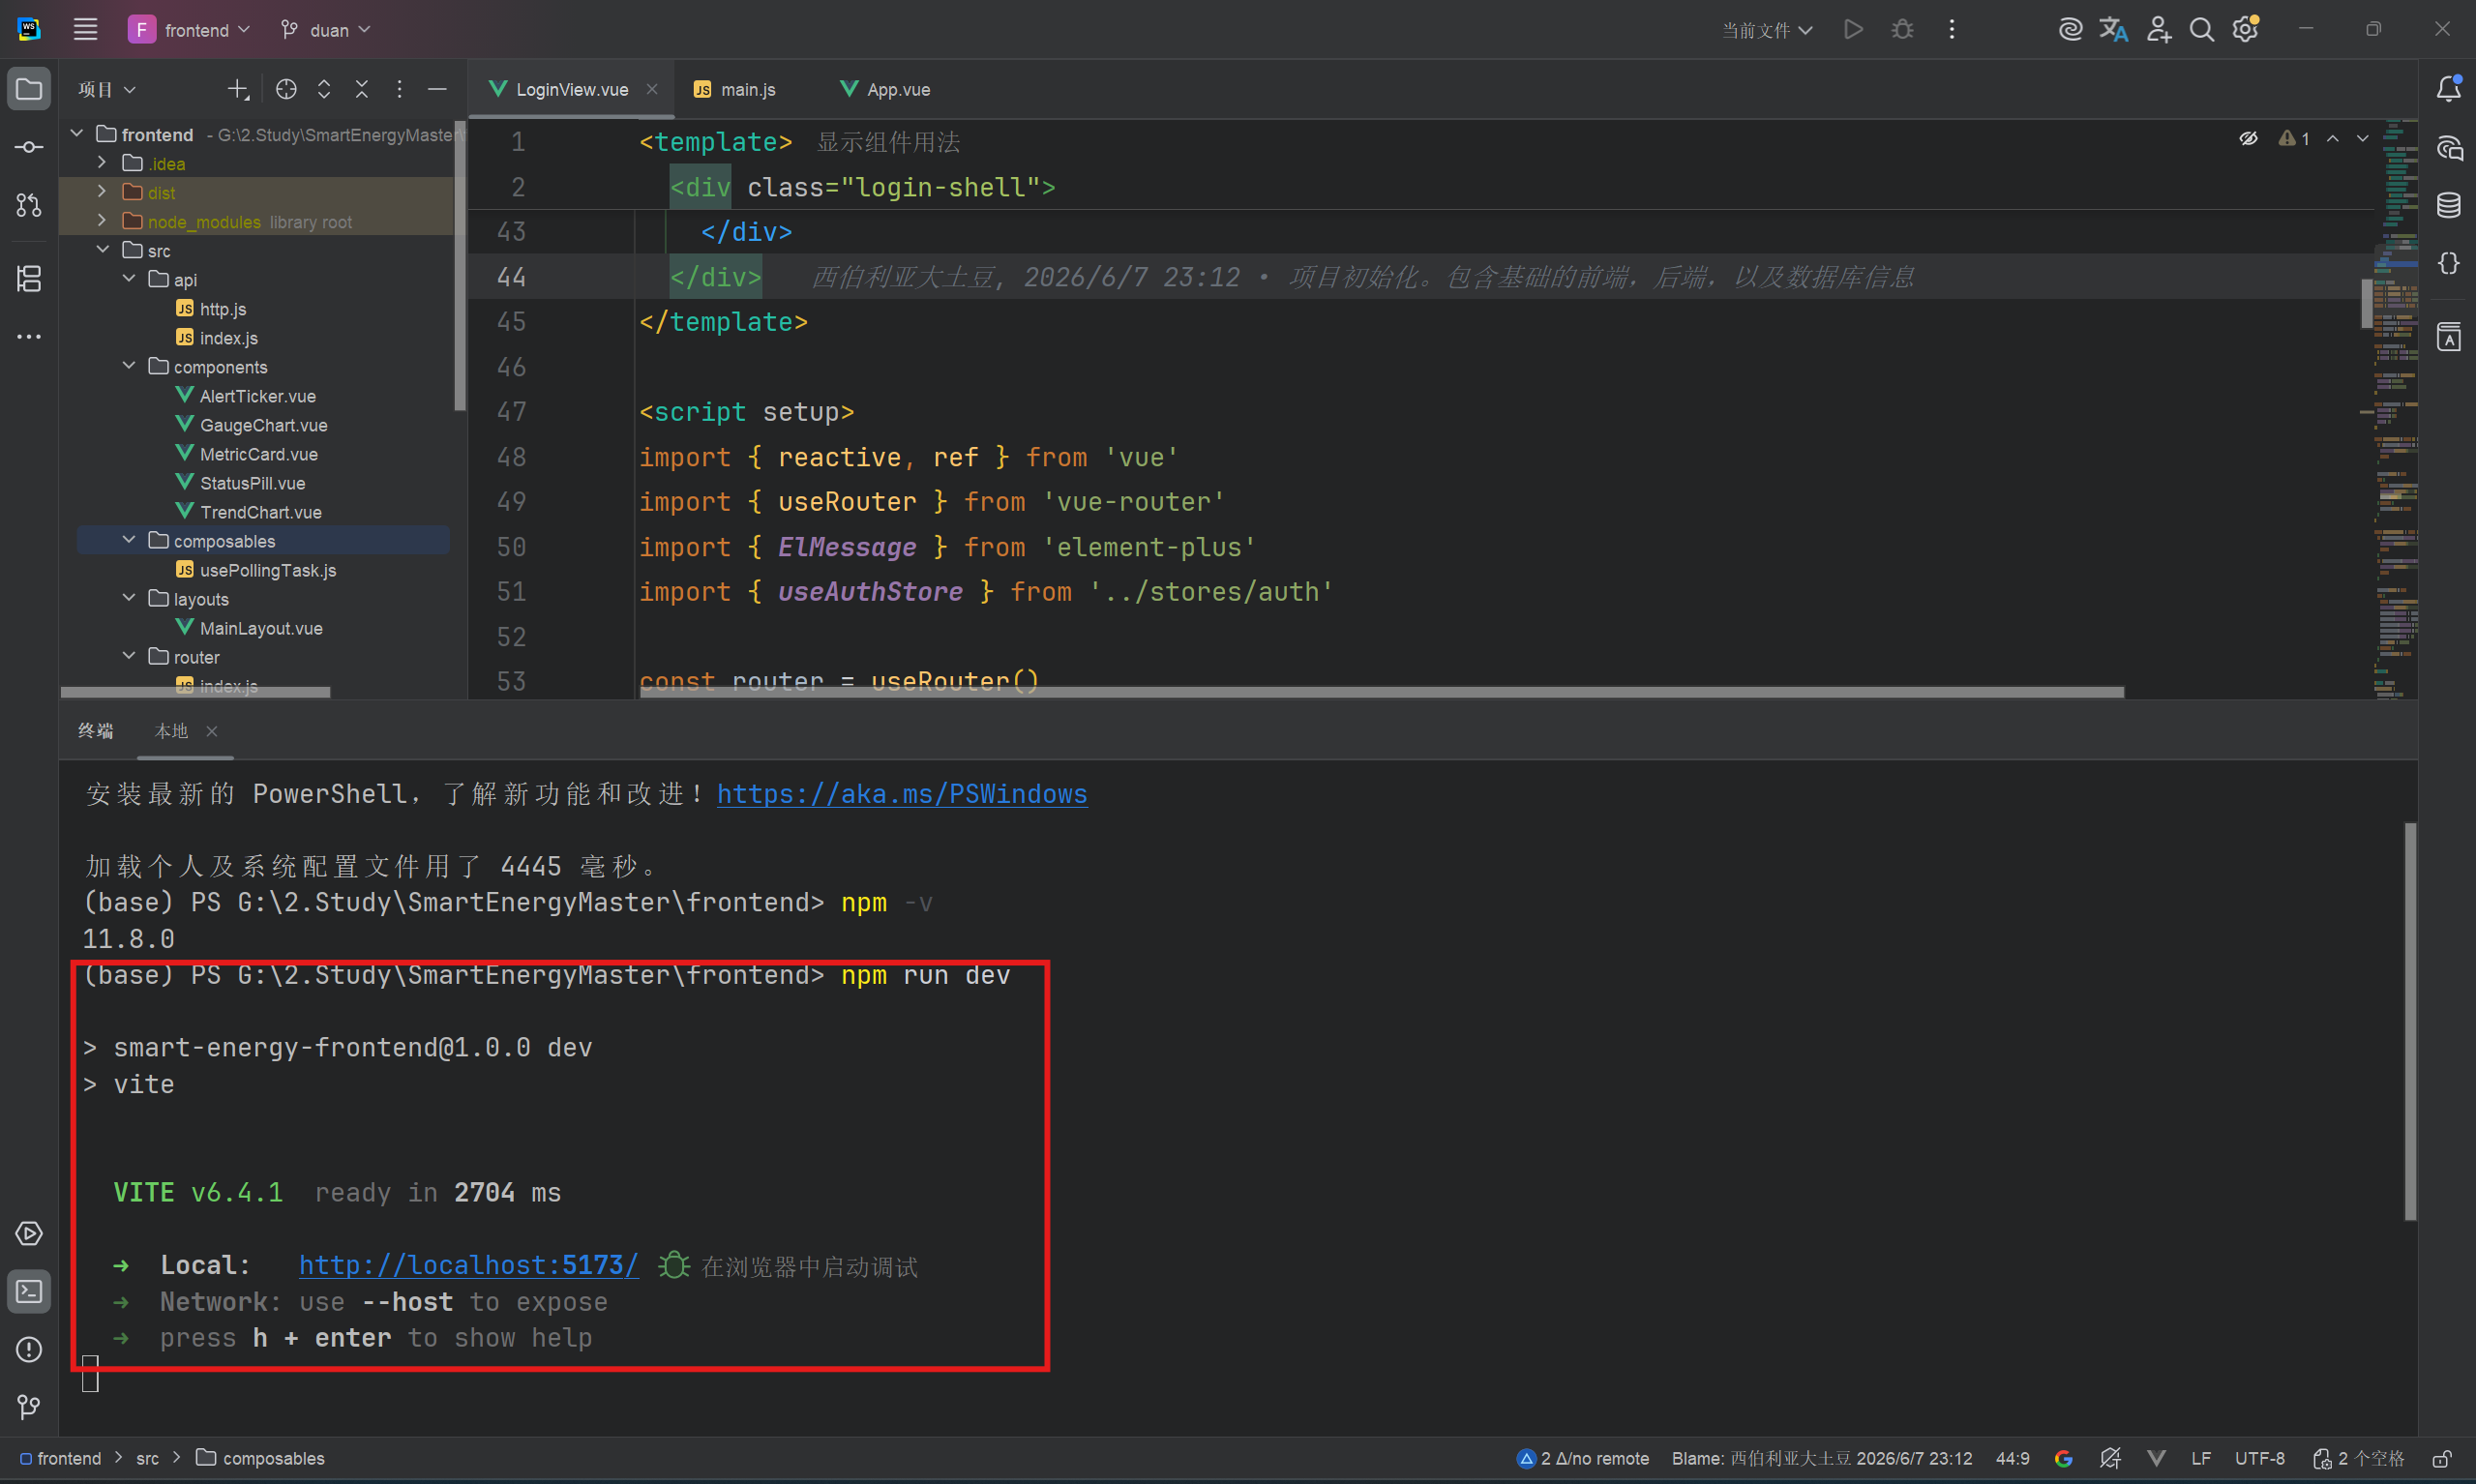 WS
F frontend
duan
当前文件
项目
LoginView.vue
JS main.js
App.vue
frontend - G:\2.Study\SmartEnergyMaster\
.idea
dist
node_modules library root
src
api
JS http.js
JS index.js
components
AlertTicker.vue
GaugeChart.vue
MetricCard.vue
StatusPill.vue
TrendChart.vue
composables
JS usePollingTask.js
layouts
MainLayout.vue
router
JS index.js
1
1 <template> 显示组件用法
2 <div class="login-shell">
43 </div>
44 </div> 西伯利亚大土豆, 2026/6/7 23:12 • 项目初始化。包含基础的前端，后端，以及数据库信息
45 </template>
46
47 <script setup>
48 import { reactive, ref } from 'vue'
49 import { useRouter } from 'vue-router'
50 import { ElMessage } from 'element-plus'
51 import { useAuthStore } from '../stores/auth'
52
53 const router = useRouter()
终端
本地
安装最新的 PowerShell，了解新功能和改进！https://aka.ms/PSWindows
加载个人及系统配置文件用了 4445 毫秒。
(base) PS G:\2.Study\SmartEnergyMaster\frontend> npm -v
11.8.0
(base) PS G:\2.Study\SmartEnergyMaster\frontend> npm run dev
> smart-energy-frontend@1.0.0 dev
> vite
VITE v6.4.1 ready in 2704 ms
➜ Local: http://localhost:5173/ 在浏览器中启动调试
➜ Network: use --host to expose
➜ press h + enter to show help
frontend > src > composables
2 Δ/no remote
Blame: 西伯利亚大土豆 2026/6/7 23:12
44:9
LF
UTF-8
2 个空格